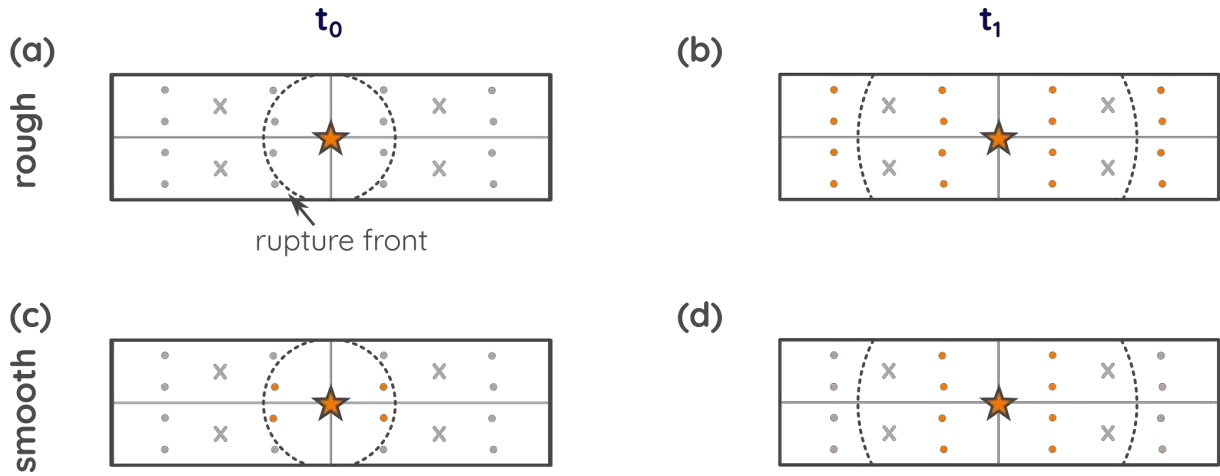 t₀
t₁
(a)
(b)
rough
rupture front
(c)
(d)
smooth